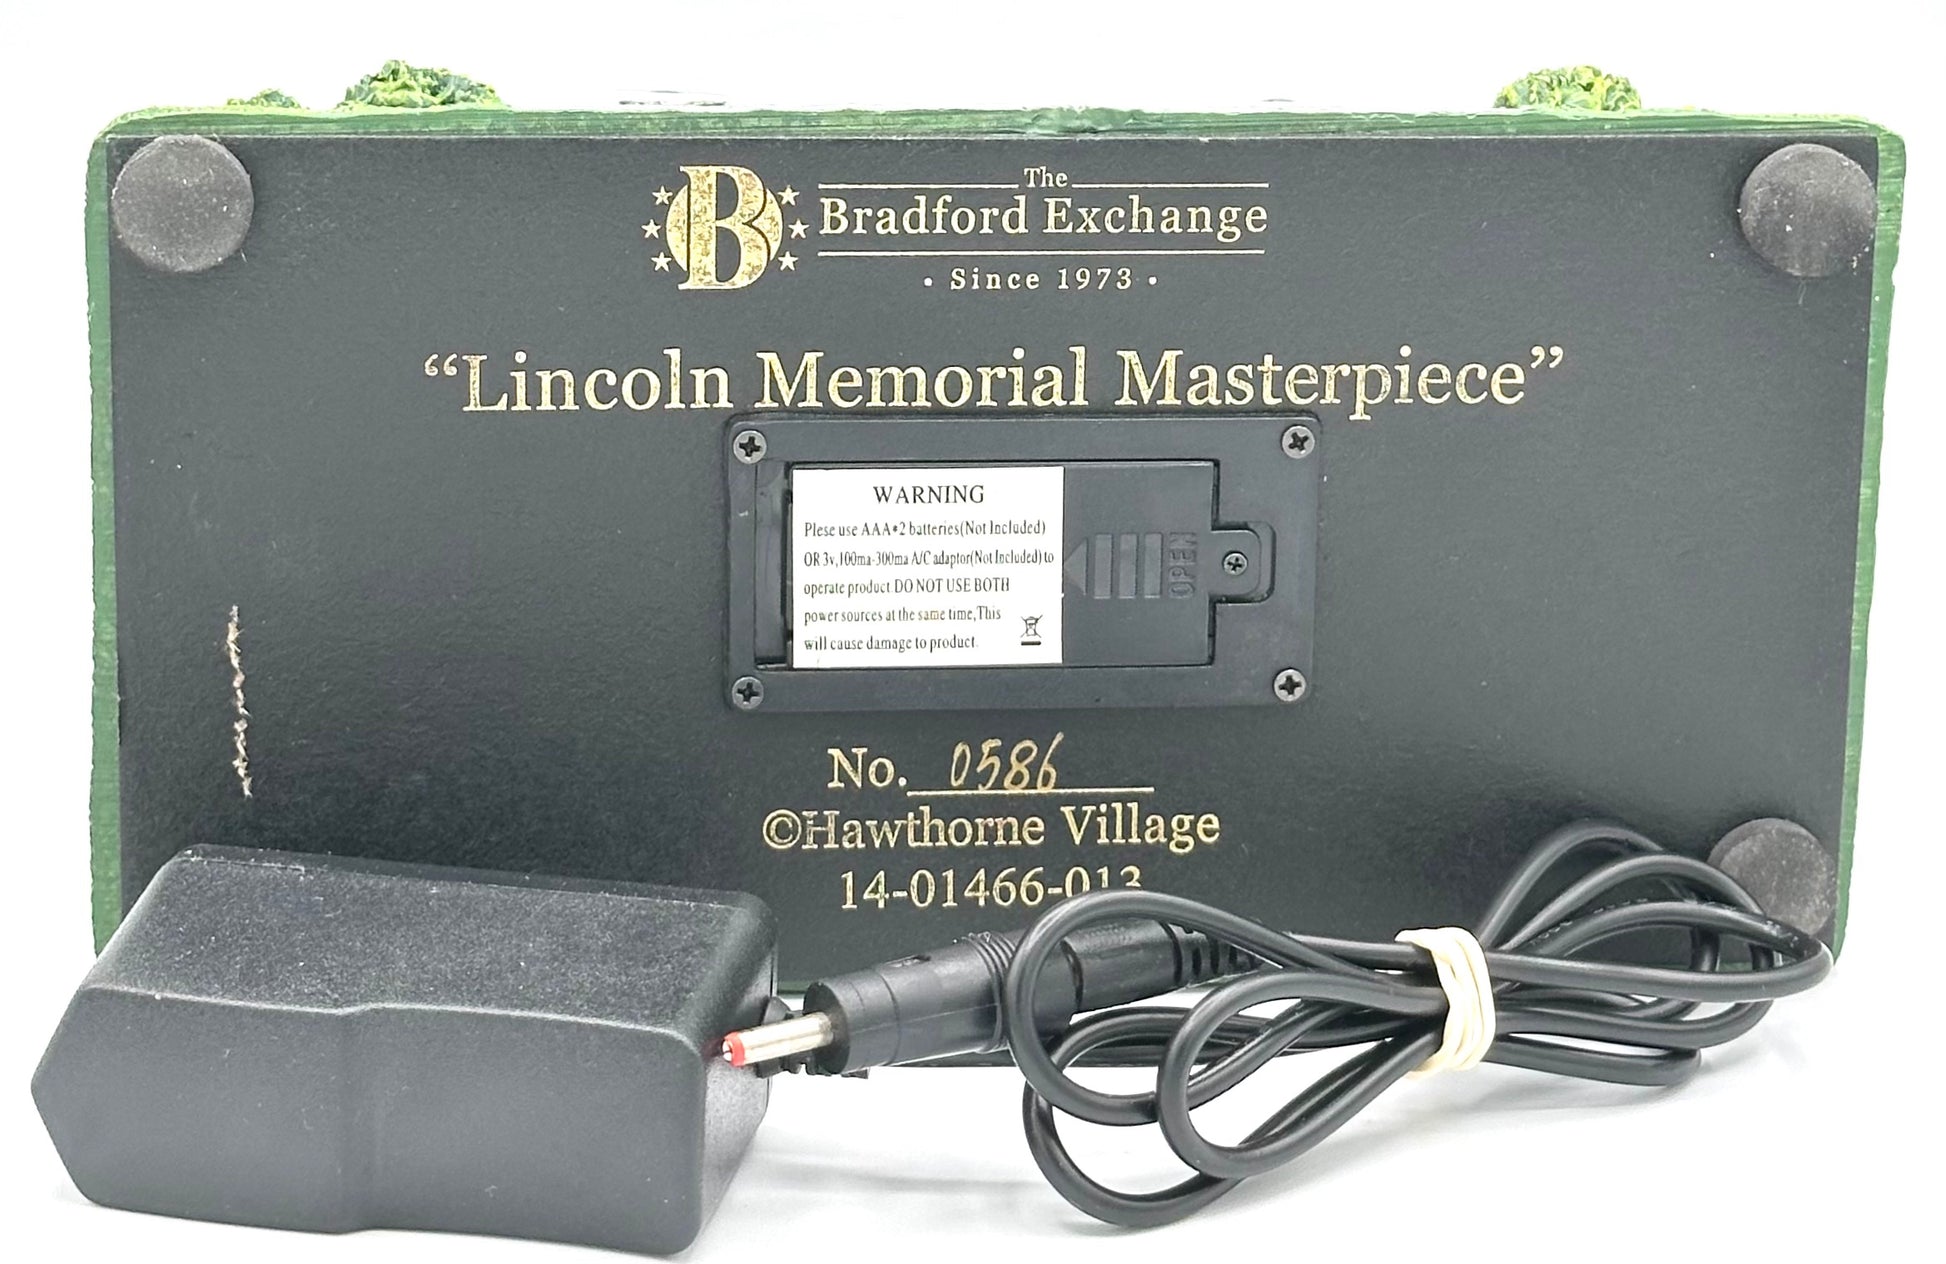 B The
Bradford Exchange
• Since 1973 •
“Lincoln Memorial Masterpiece”
WARNING
Plese use AAA*2 batteries(Not Included)
OR 3v,100ma-300ma A/C adaptor(Not Included) to
operate product.DO NOT USE BOTH
power sources at the same time,This
will cause damage to product.
OPEN
No. 0586
©Hawthorne Village
14-01466-013